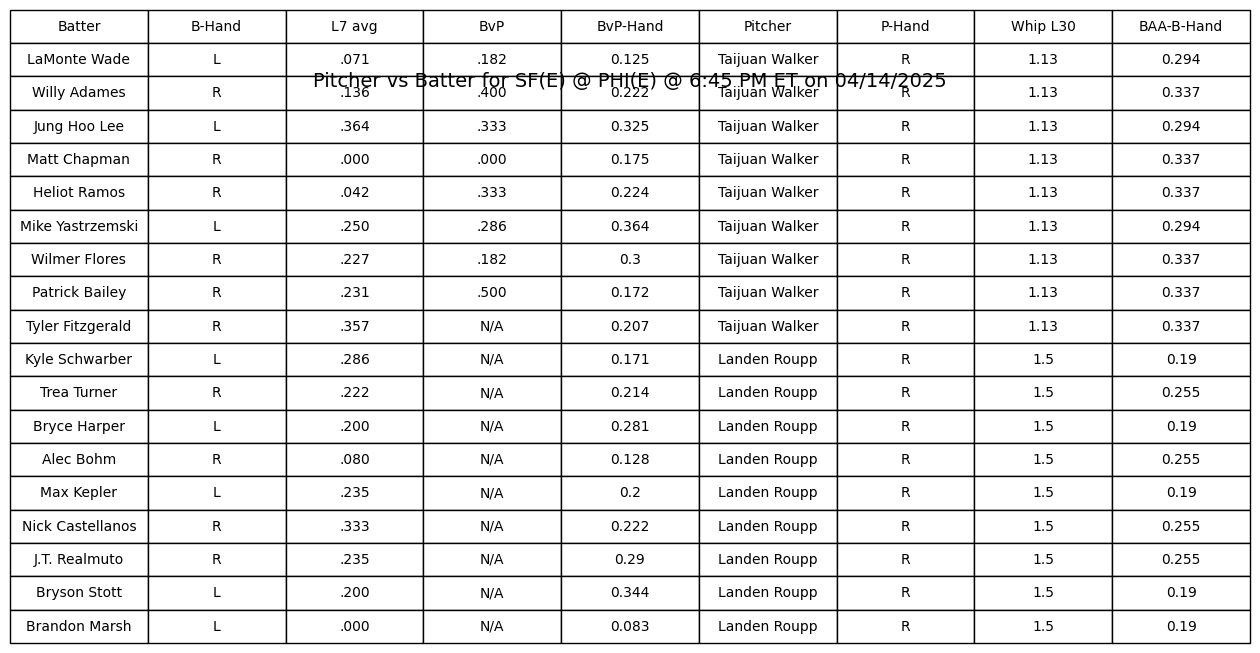 Batter B-Hand L7 avg BvP BvP-Hand Pitcher P-Hand Whip L30 BAA-B-Hand
LaMonte Wade L .071 .182 0.125 Taijuan Walker R 1.13 0.294
Pitcher vs Batter for SF(E) @ PHI(E) @ 6:45 PM ET on 04/14/2025
Willy Adames R .136 .400 0.222 Taijuan Walker R 1.13 0.337
Jung Hoo Lee L .364 .333 0.325 Taijuan Walker R 1.13 0.294
Matt Chapman R .000 .000 0.175 Taijuan Walker R 1.13 0.337
Heliot Ramos R .042 .333 0.224 Taijuan Walker R 1.13 0.337
Mike Yastrzemski L .250 .286 0.364 Taijuan Walker R 1.13 0.294
Wilmer Flores R .227 .182 0.3 Taijuan Walker R 1.13 0.337
Patrick Bailey R .231 .500 0.172 Taijuan Walker R 1.13 0.337
Tyler Fitzgerald R .357 N/A 0.207 Taijuan Walker R 1.13 0.337
Kyle Schwarber L .286 N/A 0.171 Landen Roupp R 1.5 0.19
Trea Turner R .222 N/A 0.214 Landen Roupp R 1.5 0.255
Bryce Harper L .200 N/A 0.281 Landen Roupp R 1.5 0.19
Alec Bohm R .080 N/A 0.128 Landen Roupp R 1.5 0.255
Max Kepler L .235 N/A 0.2 Landen Roupp R 1.5 0.19
Nick Castellanos R .333 N/A 0.222 Landen Roupp R 1.5 0.255
J.T. Realmuto R .235 N/A 0.29 Landen Roupp R 1.5 0.255
Bryson Stott L .200 N/A 0.344 Landen Roupp R 1.5 0.19
Brandon Marsh L .000 N/A 0.083 Landen Roupp R 1.5 0.19